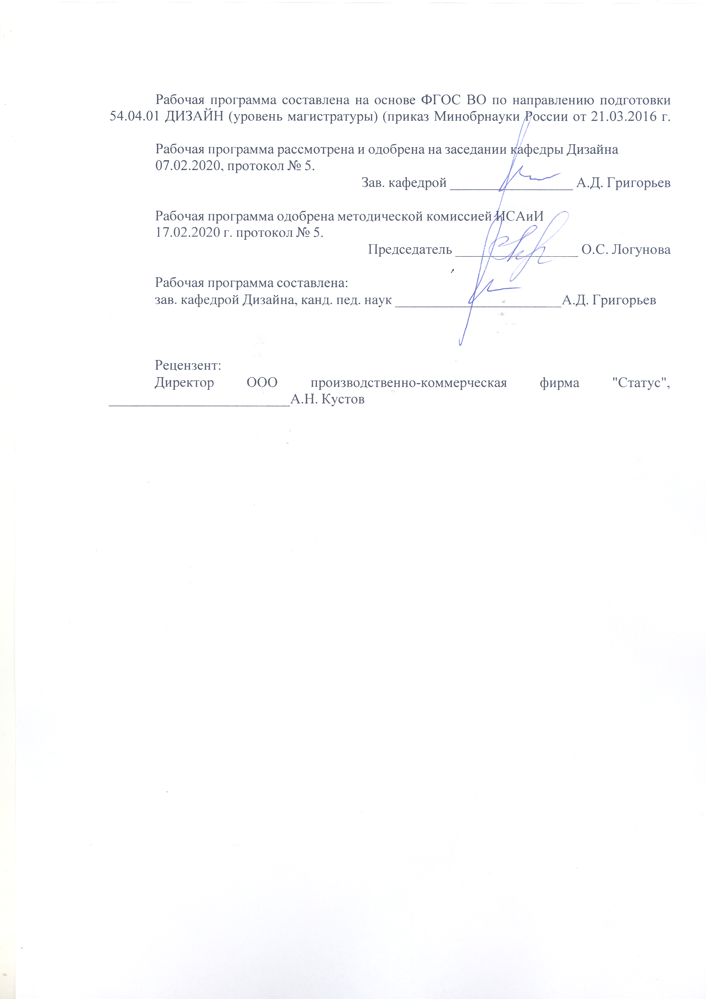 Рабочая программа составлена на основе ФГОС ВО по направлению подготовки
54.04.01 ДИЗАЙН (уровень магистратуры) (приказ Минобрнауки России от 21.03.2016 г.
Рабочая программа рассмотрена и одобрена на заседании кафедры Дизайна
07.02.2020, протокол № 5.
Зав. кафедрой _________________ А.Д. Григорьев
Рабочая программа одобрена методической комиссией ИСАиИ
17.02.2020 г. протокол № 5.
Председатель _________________ О.С. Логунова
Рабочая программа составлена:
зав. кафедрой Дизайна, канд. пед. наук _______________________А.Д. Григорьев
Рецензент:
Директор ООО производственно-коммерческая фирма "Статус",
_________________________А.Н. Кустов